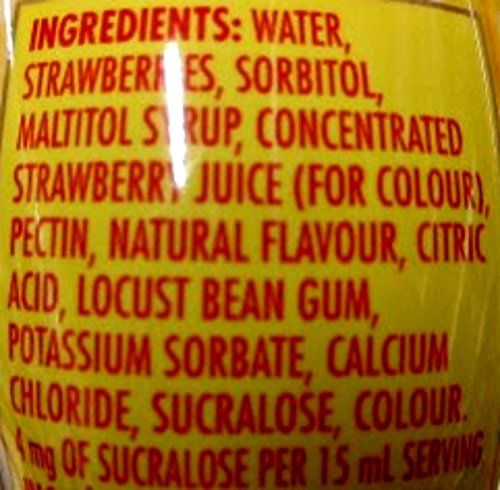 INGREDIENTS: WATER,
STRAWBERRIES, SORBITOL,
MALTITOL SYRUP, CONCENTRATED
STRAWBERRY JUICE (FOR COLOUR),
PECTIN, NATURAL FLAVOUR, CITRIC
ACID, LOCUST BEAN GUM,
POTASSIUM SORBATE, CALCIUM
CHLORIDE, SUCRALOSE, COLOUR.
mg OF SUCRALOSE PER 15 mL SERVING